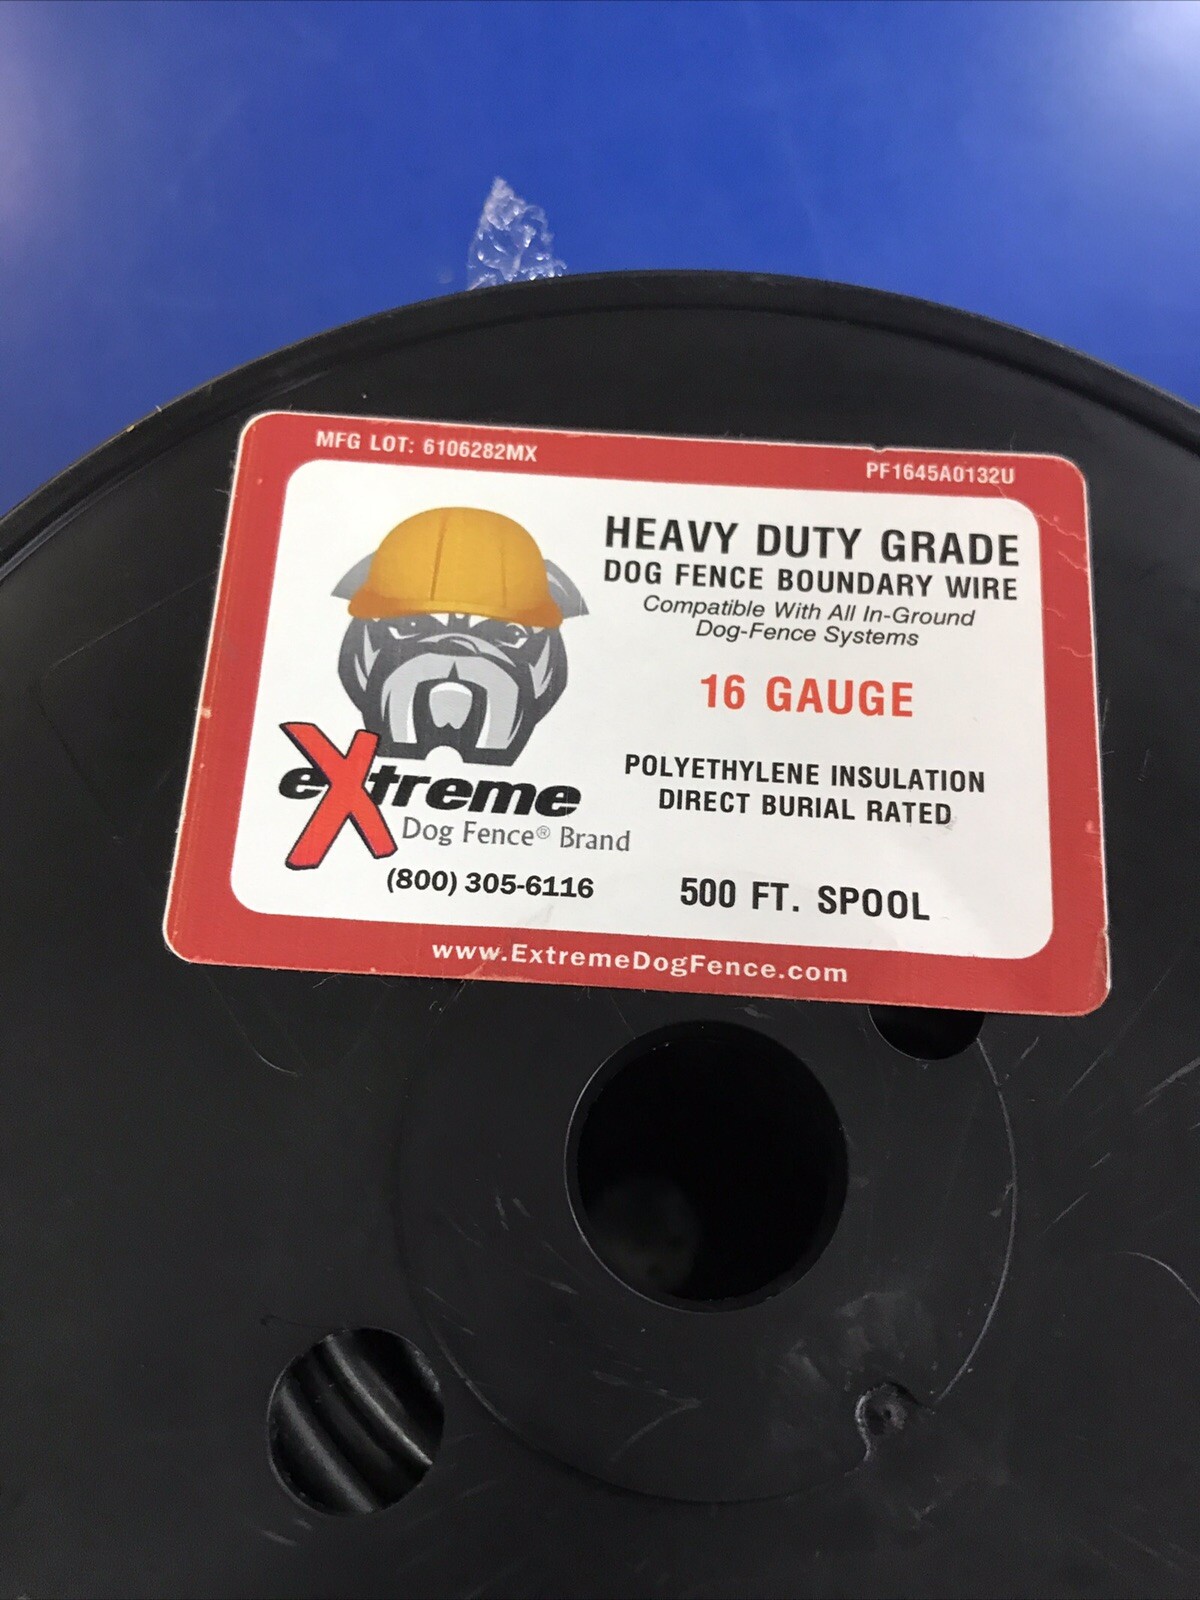 MFG LOT: 6106282MX
PF1645A0132U
HEAVY DUTY GRADE
DOG FENCE BOUNDARY WIRE
Compatible With All In-Ground
Dog-Fence Systems
16 GAUGE
POLYETHYLENE INSULATION
DIRECT BURIAL RATED
eXtreme
Dog Fence® Brand
(800) 305-6116
500 FT. SPOOL
www.ExtremeDogFence.com